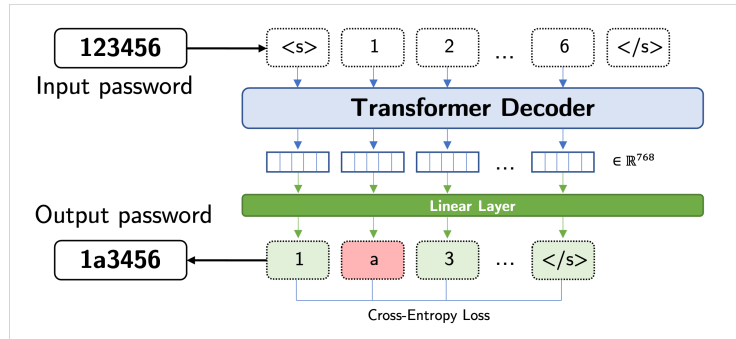 123456
<s> 1 2 ... 6 </s>
Input password
Transformer Decoder
... ∈ ℝ⁷⁶⁸
Linear Layer
Output password
1a3456
1 a 3 ... </s>
Cross-Entropy Loss